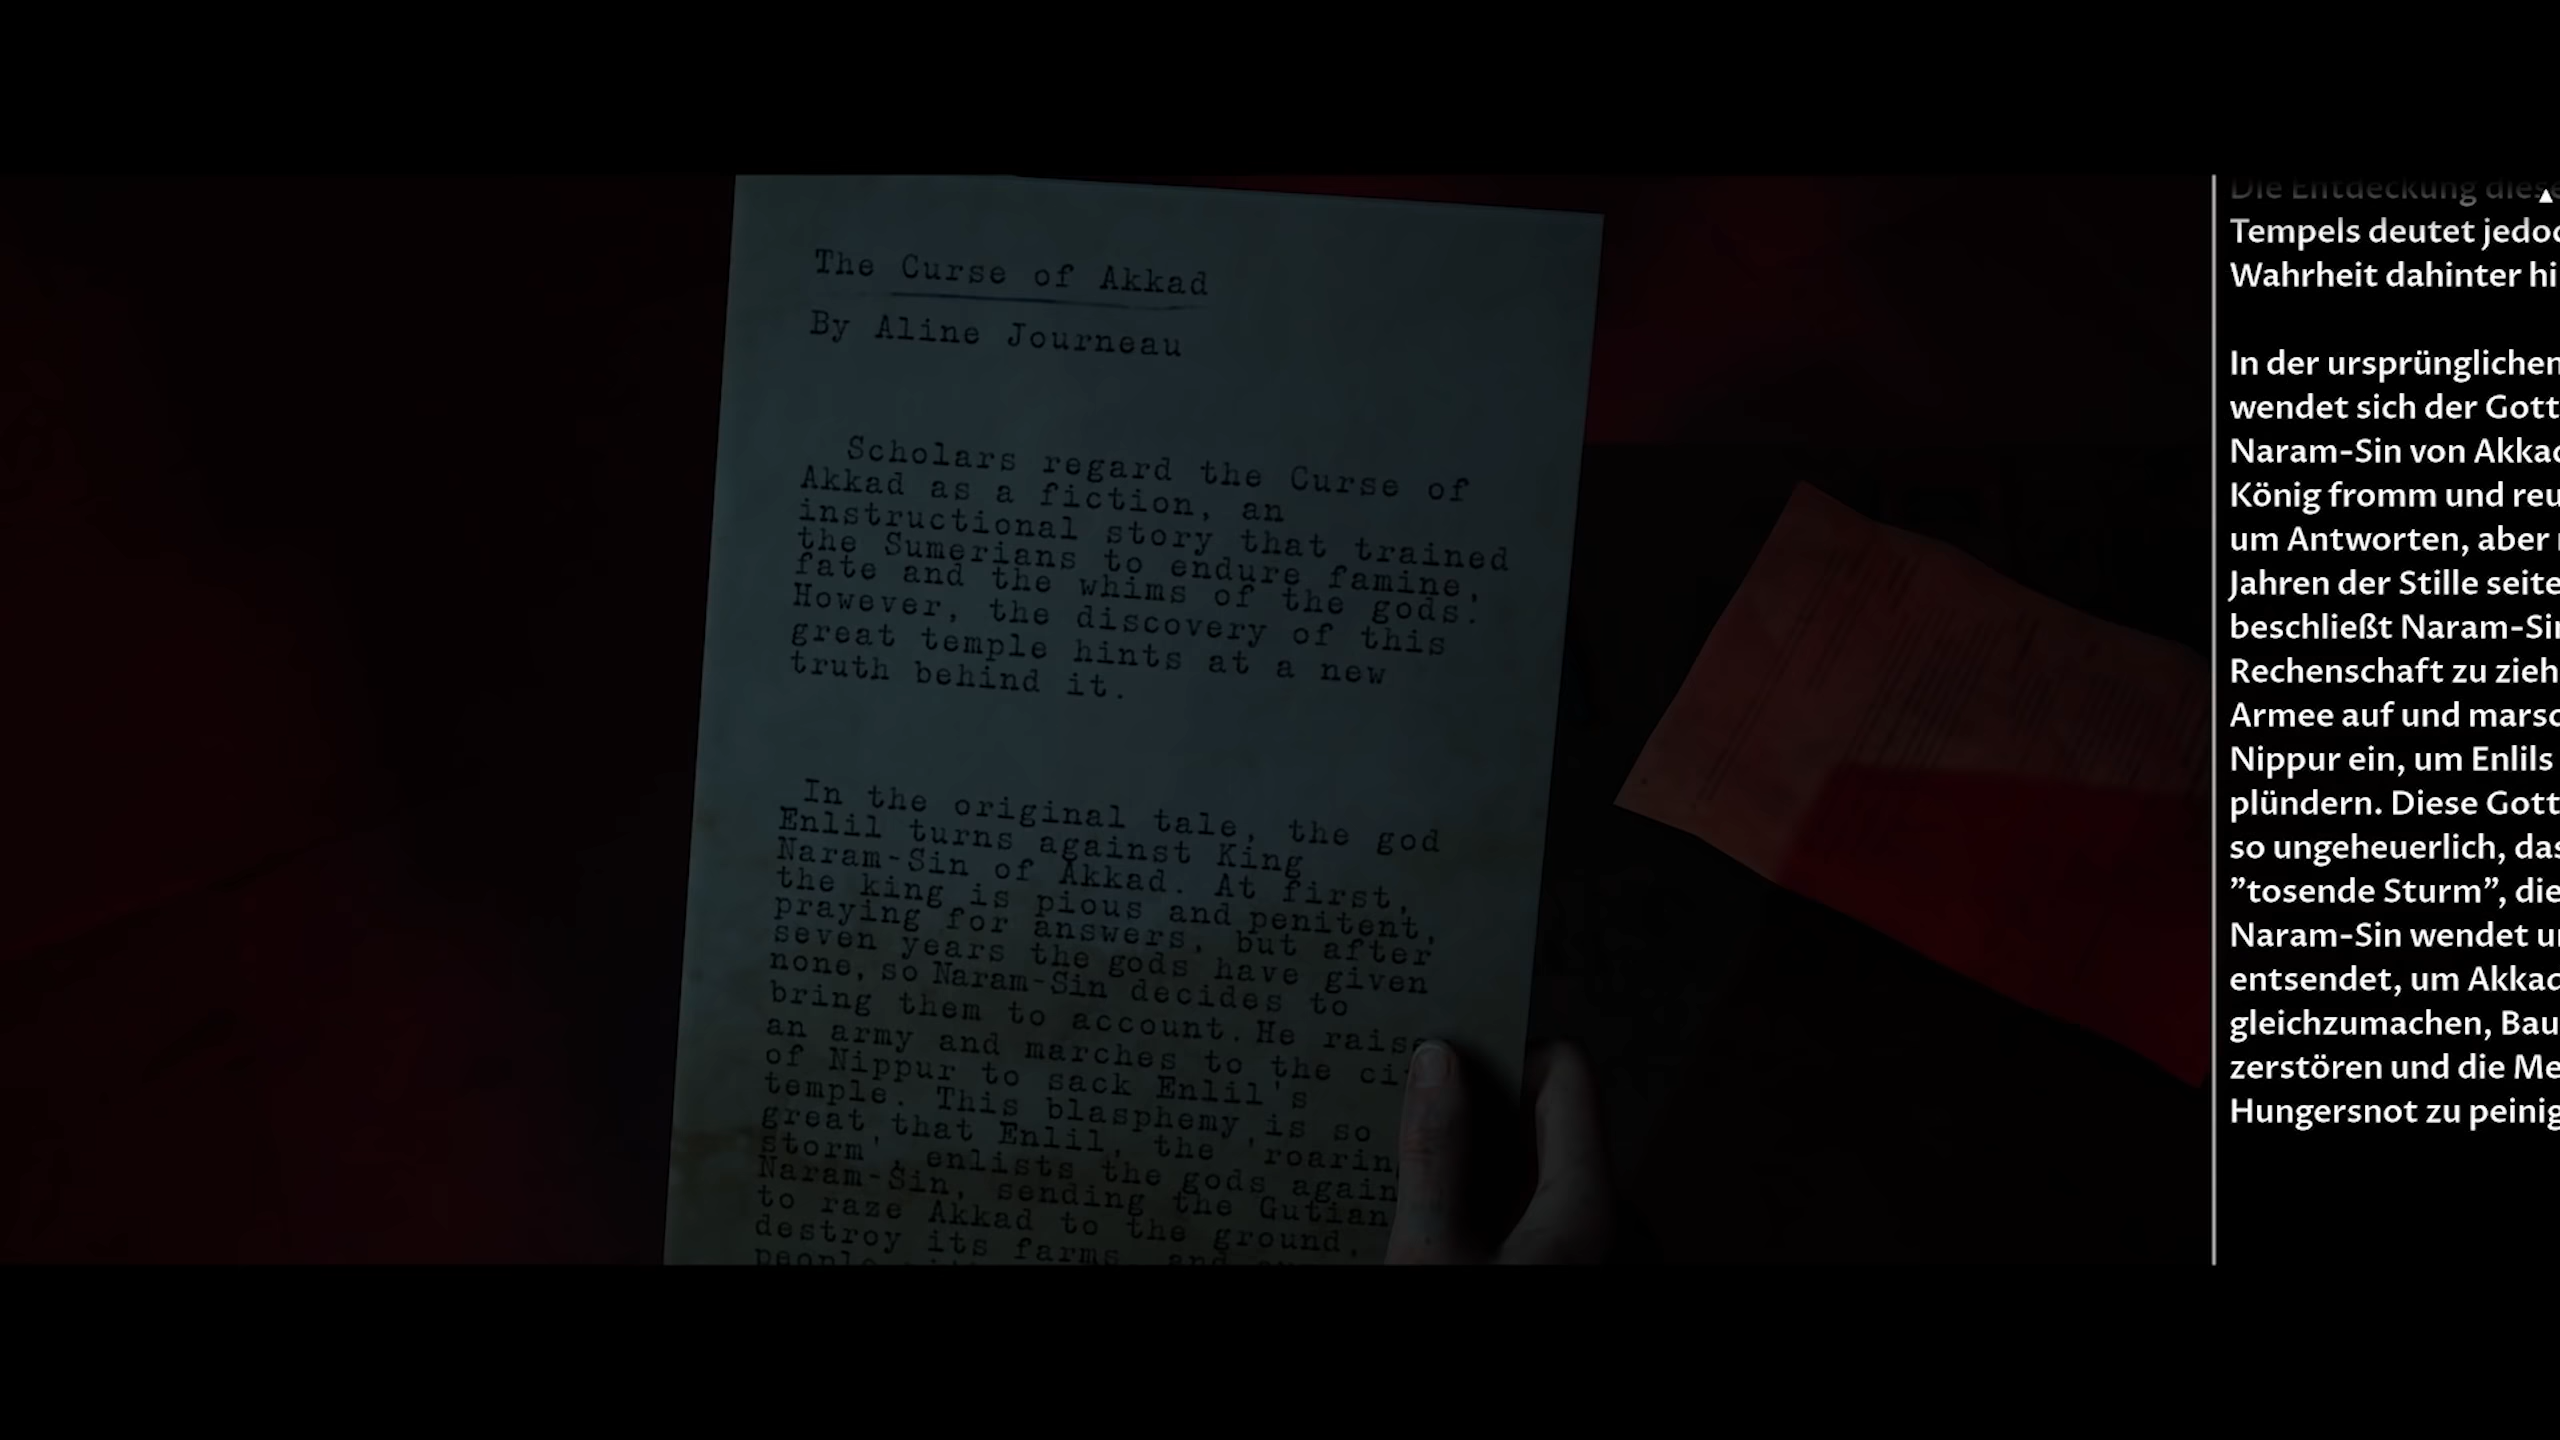 The Curse of Akkad
By Aline Journeau
Scholars regard the Curse of
Akkad as a fiction, an
instructional story that trained
the Sumerians to endure famine,
fate and the whims of the gods.
However, the discovery of this
great temple hints at a new
truth behind it.
In the original tale, the god
Enlil turns against King
Naram-Sin of Akkad. At first,
the king is pious and penitent,
praying for answers, but after
seven years the gods have given
none, so Naram-Sin decides to
bring them to account. He raise
an army and marches to the ci
of Nippur to sack Enlil's
temple. This blasphemy is so
great that Enlil, the 'roarin
storm', enlists the gods again
Naram-Sin, sending the Gutian
to raze Akkad to the ground,
destroy its farms, and
people
Die Entdeckung diese
Tempels deutet jedoc
Wahrheit dahinter hi
In der ursprünglichen
wendet sich der Gott
Naram-Sin von Akkad
König fromm und reu
um Antworten, aber
Jahren der Stille seite
beschließt Naram-Sin
Rechenschaft zu zieh
Armee auf und marsc
Nippur ein, um Enlils
plündern. Diese Gott
so ungeheuerlich, das
”tosende Sturm”, die
Naram-Sin wendet un
entsendet, um Akkad
gleichzumachen, Bau
zerstören und die Me
Hungersnot zu peinig